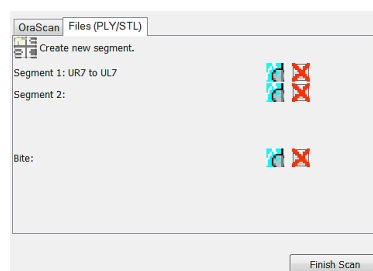 OraScan Files (PLY/STL)
Create new segment.
Segment 1: UR7 to UL7
Segment 2:
Bite:
Finish Scan